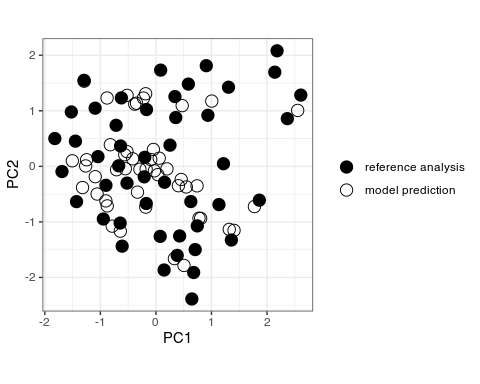 2
1
0
-1
-2
-2
-1
0
1
2
PC1
PC2
reference analysis
model prediction